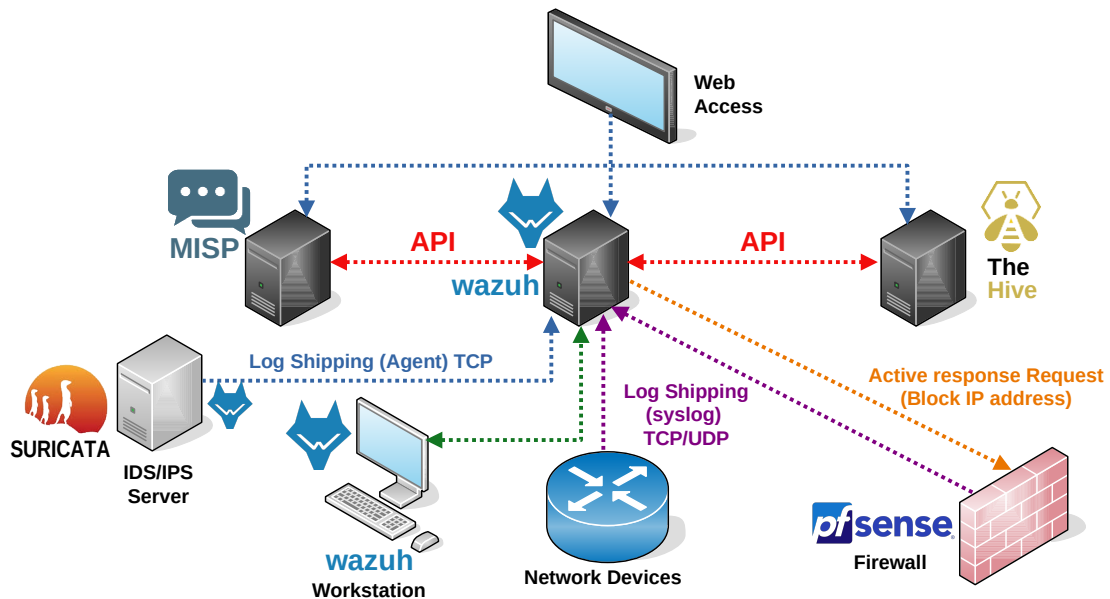 Web
Access
MISP
API
API
wazuh
The
Hive
Log Shipping (Agent) TCP
Log Shipping
(syslog)
TCP/UDP
Active response Request
(Block IP address)
SURICATA
IDS/IPS
Server
wazuh
Workstation
Network Devices
pfsense
Firewall